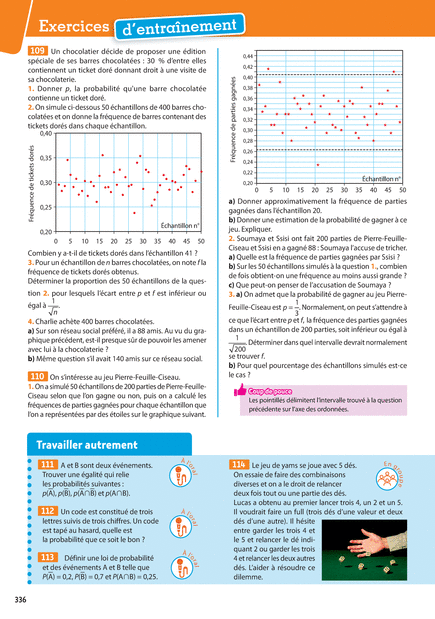 Exercices d'entraînement
109 Un chocolatier décide de proposer une édition
spéciale de ses barres chocolatées : 30 % d'entre elles
contiennent un ticket doré donnant droit à une visite de
sa chocolaterie.
1. Donner p, la probabilité qu'une barre chocolatée
contienne un ticket doré.
2. On simule ci-dessous 50 échantillons de 400 barres cho-
colatées et on donne la fréquence de barres contenant des
tickets dorés dans chaque échantillon.
Fréquence de tickets dorés
0,40
0,35
0,30
0,20
Échantillon n°
0 5 10 15 20 25 30 35 40 45 50
Combien y a-t-il de tickets dorés dans l'échantillon 41 ?
3. Pour un échantillon de n barres chocolatées, on note f la
fréquence de tickets dorés obtenus.
Déterminer la proportion des 50 échantillons de la ques-
tion 2. pour lesquels l'écart entre p et f est inférieur ou
égal à 1/√n.
4. Charlie achète 400 barres chocolatées.
a) Sur son réseau social préféré, il a 88 amis. Au vu du gra-
phique précédent, est-il presque sûr de pouvoir les amener
avec lui à la chocolaterie ?
b) Même question s'il avait 140 amis sur ce réseau social.
110 On s'intéresse au jeu Pierre-Feuille-Ciseau.
1. On a simulé 50 échantillons de 200 parties de Pierre-Feuille-
Ciseau selon que l'on gagne ou non, puis on a calculé les
fréquences de parties gagnées pour chaque échantillon que
l'on a représentées par des étoiles sur le graphique suivant.
Fréquence de parties gagnées
0,44
0,42
0,40
0,38
0,36
0,34
0,32
0,30
0,28
0,26
0,24
0,22
0,20
Échantillon n°
0 5 10 15 20 25 30 35 40 45 50
a) Donner approximativement la fréquence de parties
gagnées dans l'échantillon 20.
b) Donner une estimation de la probabilité de gagner à ce
jeu. Expliquer.
2. Soumaya et Sissi ont fait 200 parties de Pierre-Feuille-
Ciseau et Sissi en a gagné 88 : Soumaya l'accuse de tricher.
a) Quelle est la fréquence de parties gagnées par Sissi ?
b) Sur les 50 échantillons simulés à la question 1., combien
de fois obtient on une fréquence au moins aussi grande ?
c) Que peut-on penser de l'accusation de Soumaya ?
3. a) On admet que la probabilité de gagner au jeu Pierre-
Feuille-Ciseau est p = 1/3. Normalement, on peut s'attendre à
ce que l'écart entre p et f, la fréquence des parties gagnées
dans un échantillon de 200 parties, soit inférieur ou égal à
1/√200. Déterminer dans quel intervalle devrait normalement
se trouver f.
b) Pour quel pourcentage des échantillons simulés est-ce
le cas ?
Coup de pouce
Les pointillés délimitent l'intervalle trouvé à la question
précédente sur l'axe des ordonnées.
Travailler autrement
111 A et B sont deux événements.
Trouver une égalité qui relie
les probabilités suivantes :
p(A̅), p(B̅), p(A̅∩B̅) et p(A∩B).
À l'oral
112 Un code est constitué de trois
lettres suivis de trois chiffres. Un code
est tapé au hasard, quelle est
la probabilité que ce soit le bon ?
À l'oral
113 Définir une loi de probabilité
et des événements A et B telle que
P(A̅) = 0,2, P(B̅) = 0,7 et P(A∩B) = 0,25.
À l'oral
114 Le jeu de yams se joue avec 5 dés.
On essaie de faire des combinaisons
diverses et on a le droit de relancer
deux fois tout ou une partie des dés.
Lucas a obtenu au premier lancer trois 4, un 2 et un 5.
Il voudrait faire un full (trois dés d'une valeur et deux
dés d'une autre). Il hésite
entre garder les trois 4 et
le 5 et relancer le dé indi-
quant 2 ou garder les trois
4 et relancer les deux autres
dés. L'aider à résoudre ce
dilemme.
En groupe
336